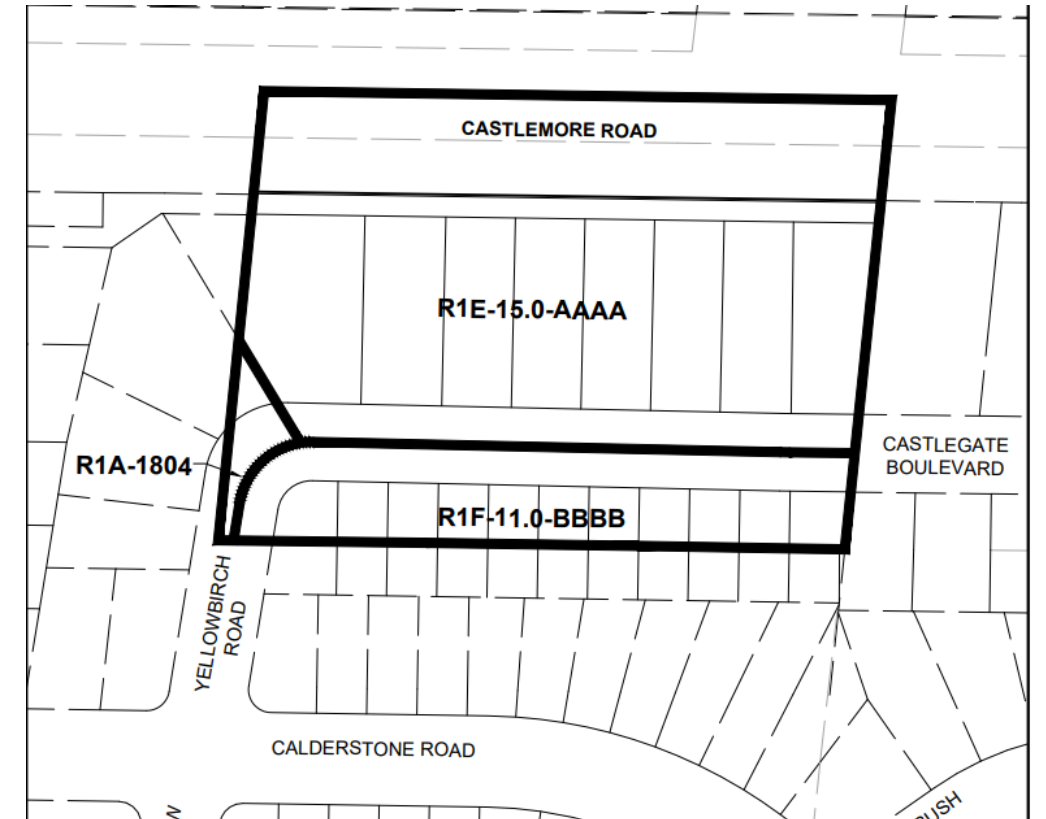 CASTLEMORE ROAD
R1E-15.0-AAAA
CASTLEGATE
BOULEVARD
R1A-1804
R1F-11.0-BBBB
YELLOWBIRCH
ROAD
CALDERSTONE ROAD